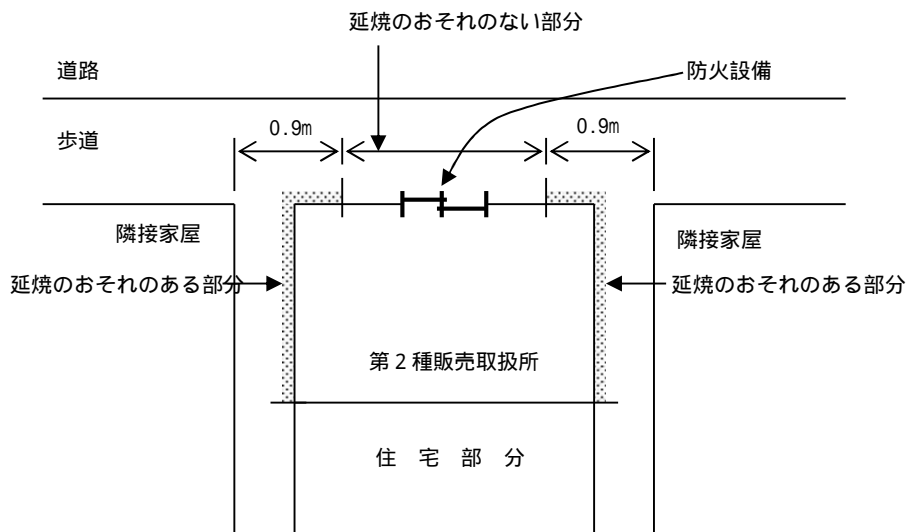 延焼のおそれのない部分
道路
防火設備
歩道
0.9m
0.9m
隣接家屋
隣接家屋
延焼のおそれのある部分
延焼のおそれのある部分
第2種販売取扱所
住 宅 部 分